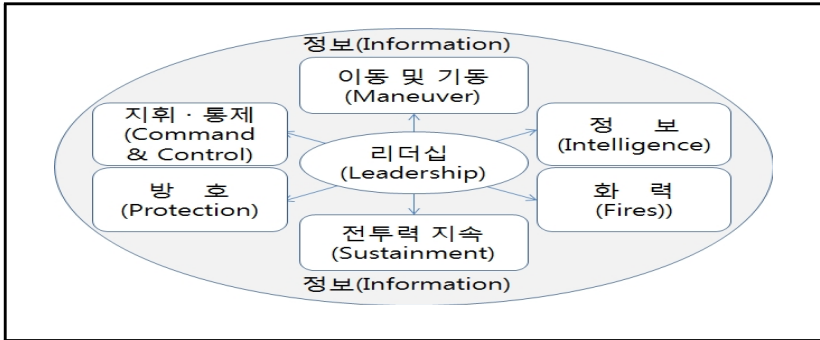 정보(Information)
이동 및 기동
(Maneuver)
지휘 · 통제
(Command
& Control)
정 보
(Intelligence)
리더십
(Leadership)
방 호
(Protection)
화 력
(Fires))
전투력 지속
(Sustainment)
정보(Information)